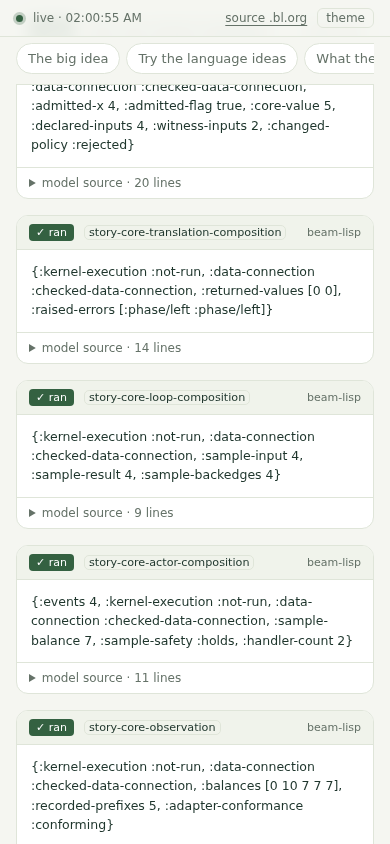 live · 02:00:55 AM
source .bl.org
theme
The big idea
Try the language ideas
What the
:data-connection :checked-data-connection,
:admitted-x 4, :admitted-flag true, :core-value 5,
:declared-inputs 4, :witness-inputs 2, :changed-
policy :rejected}
▶ model source · 20 lines
✓ ran story-core-translation-composition beam-lisp
{:kernel-execution :not-run, :data-connection
:checked-data-connection, :returned-values [0 0],
:raised-errors [:phase/left :phase/left]}
▶ model source · 14 lines
✓ ran story-core-loop-composition beam-lisp
{:kernel-execution :not-run, :data-connection
:checked-data-connection, :sample-input 4,
:sample-result 4, :sample-backedges 4}
▶ model source · 9 lines
✓ ran story-core-actor-composition beam-lisp
{:events 4, :kernel-execution :not-run, :data-
connection :checked-data-connection, :sample-
balance 7, :sample-safety :holds, :handler-count 2}
▶ model source · 11 lines
✓ ran story-core-observation beam-lisp
{:kernel-execution :not-run, :data-connection
:checked-data-connection, :balances [0 10 7 7 7],
:recorded-prefixes 5, :adapter-conformance
:conforming}